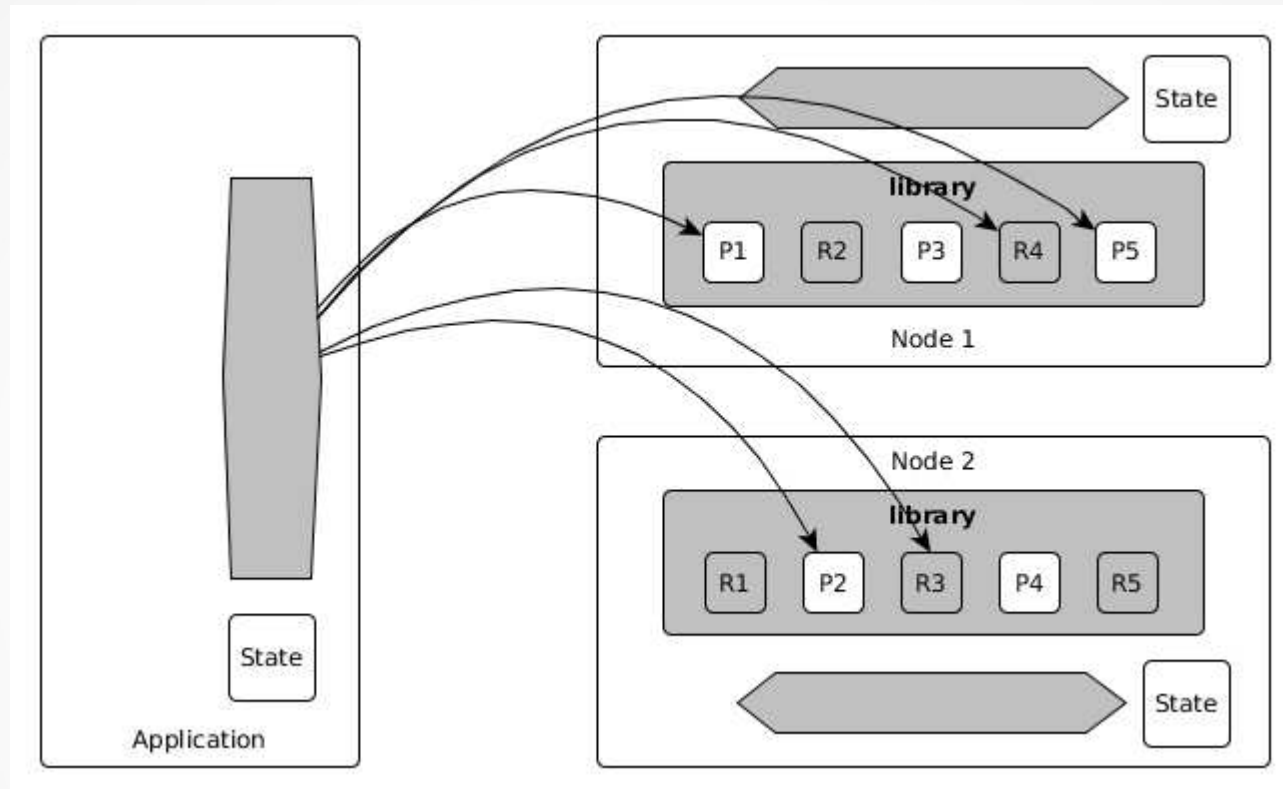 State
library
P1 R2 P3 R4 P5
Node 1
Node 2
library
R1 P2 R3 P4 R5
State
State
Application